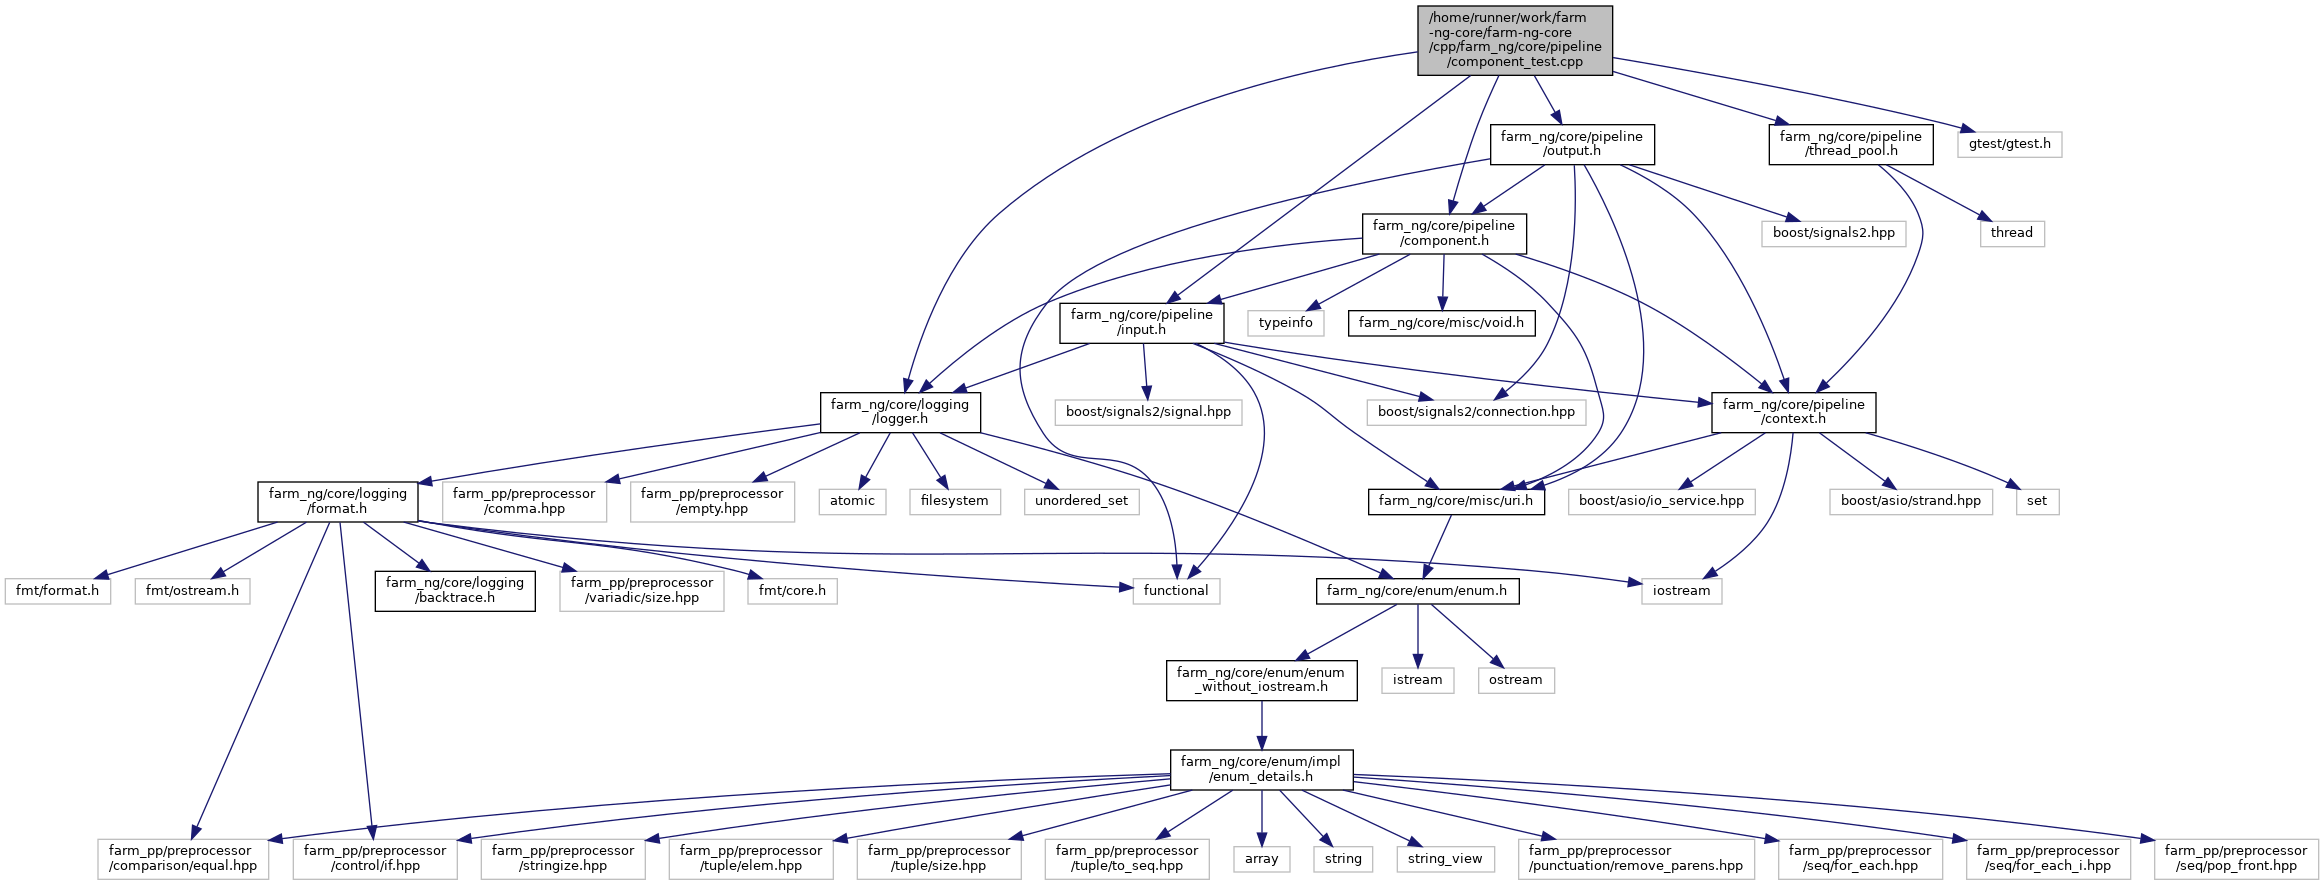 /home/runner/work/farm
-ng-core/farm-ng-core
/cpp/farm_ng/core/pipeline
/component_test.cpp
farm_ng/core/pipeline
/output.h
farm_ng/core/pipeline
/thread_pool.h
gtest/gtest.h
farm_ng/core/pipeline
/component.h
boost/signals2.hpp
thread
farm_ng/core/pipeline
/input.h
typeinfo
farm_ng/core/misc/void.h
farm_ng/core/logging
/logger.h
boost/signals2/signal.hpp
boost/signals2/connection.hpp
farm_ng/core/pipeline
/context.h
farm_ng/core/logging
/format.h
farm_pp/preprocessor
/comma.hpp
farm_pp/preprocessor
/empty.hpp
atomic
filesystem
unordered_set
farm_ng/core/misc/uri.h
boost/asio/io_service.hpp
boost/asio/strand.hpp
set
fmt/format.h
fmt/ostream.h
farm_ng/core/logging
/backtrace.h
farm_pp/preprocessor
/variadic/size.hpp
fmt/core.h
functional
farm_ng/core/enum/enum.h
iostream
farm_ng/core/enum/enum
_without_iostream.h
istream
ostream
farm_ng/core/enum/impl
/enum_details.h
farm_pp/preprocessor
/comparison/equal.hpp
farm_pp/preprocessor
/control/if.hpp
farm_pp/preprocessor
/stringize.hpp
farm_pp/preprocessor
/tuple/elem.hpp
farm_pp/preprocessor
/tuple/size.hpp
farm_pp/preprocessor
/tuple/to_seq.hpp
array
string
string_view
farm_pp/preprocessor
/punctuation/remove_parens.hpp
farm_pp/preprocessor
/seq/for_each.hpp
farm_pp/preprocessor
/seq/for_each_i.hpp
farm_pp/preprocessor
/seq/pop_front.hpp